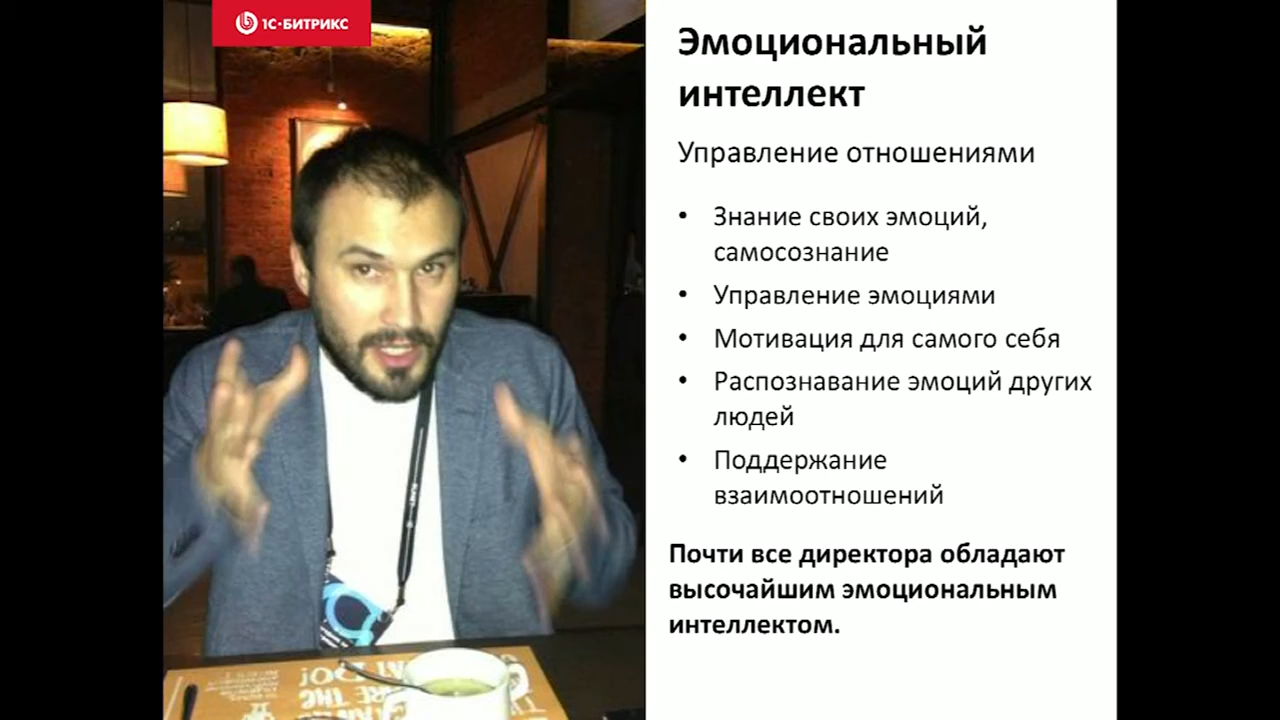 1С-БИТРИКС
Эмоциональный
интеллект
Управление отношениями
• Знание своих эмоций,
самосознание
• Управление эмоциями
• Мотивация для самого себя
• Распознавание эмоций других
людей
• Поддержание
взаимоотношений
Почти все директора обладают
высочайшим эмоциональным
интеллектом.